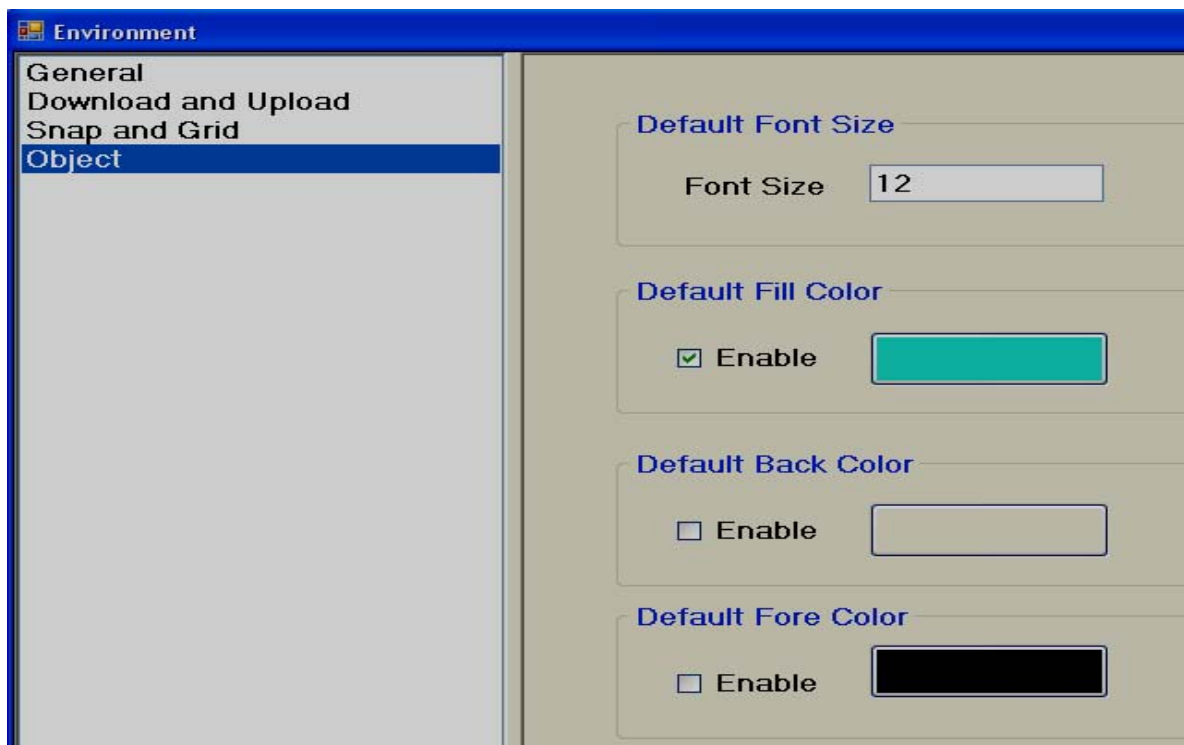 Environment
General
Download and Upload
Snap and Grid
Object
Default Font Size
Font Size 12
Default Fill Color
Enable
Default Back Color
Enable
Default Fore Color
Enable